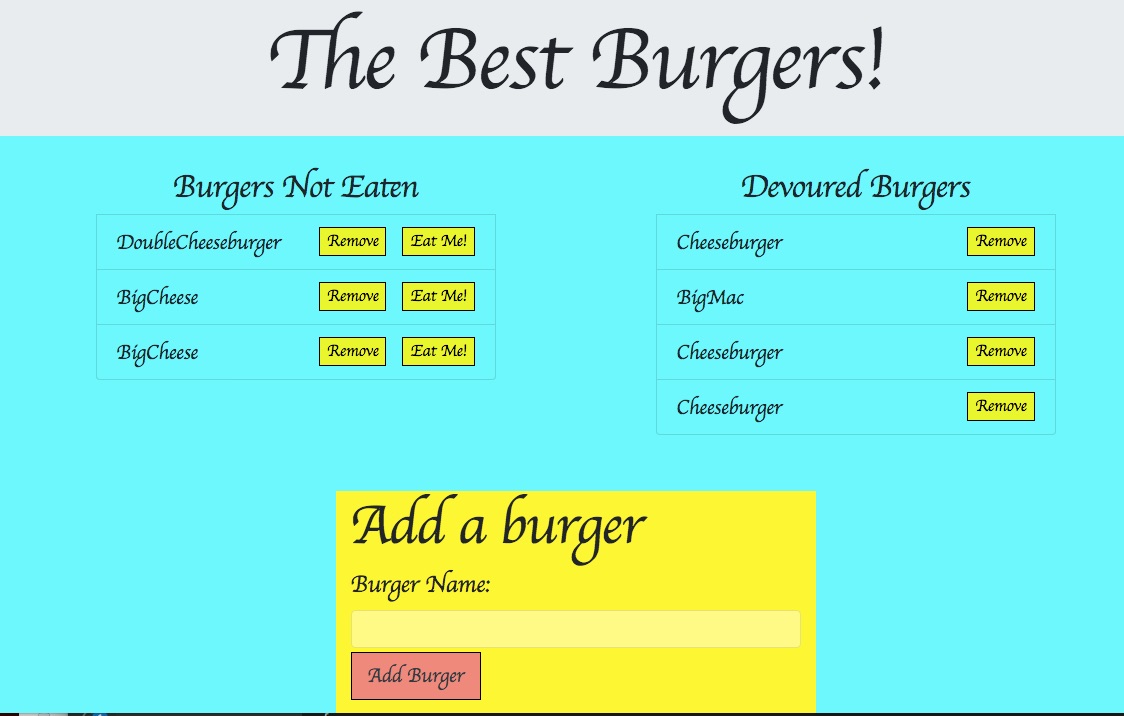 The Best Burgers!
Burgers Not Eaten
DoubleCheeseburger Remove Eat Me!
BigCheese Remove Eat Me!
BigCheese Remove Eat Me!
Devoured Burgers
Cheeseburger Remove
BigMac Remove
Cheeseburger Remove
Cheeseburger Remove
Add a burger
Burger Name:
Add Burger